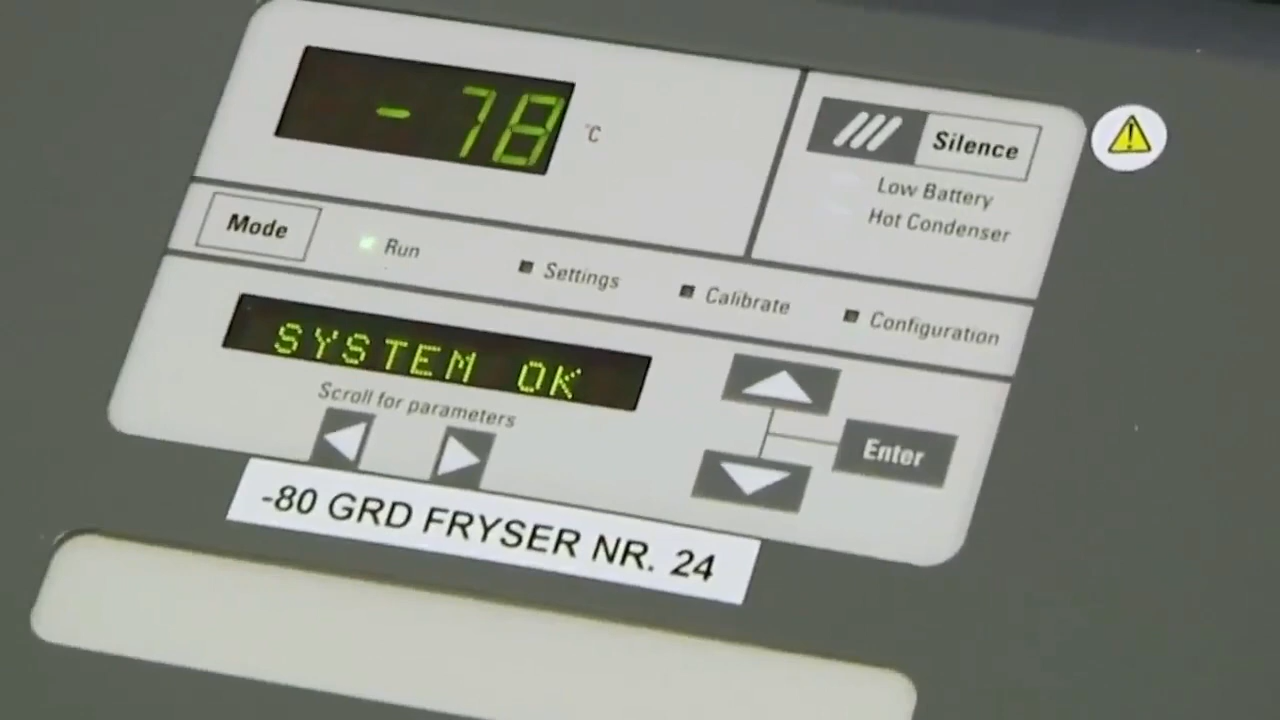 -78 °C
Silence
Low Battery
Hot Condenser
Mode
Run
Settings
Calibrate
Configuration
SYSTEM OK
Scroll for parameters
Enter
-80 GRD FRYSER NR. 24